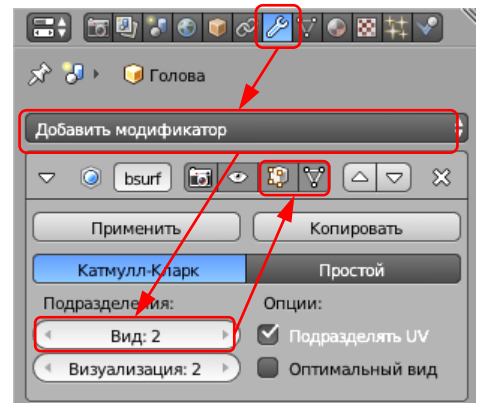 Голова
Добавить модификатор
bsurf
Применить Копировать
Катмулл-Кларк Простой
Подразделения: Опции:
Вид: 2 Подразделять UV
Визуализация: 2 Оптимальный вид